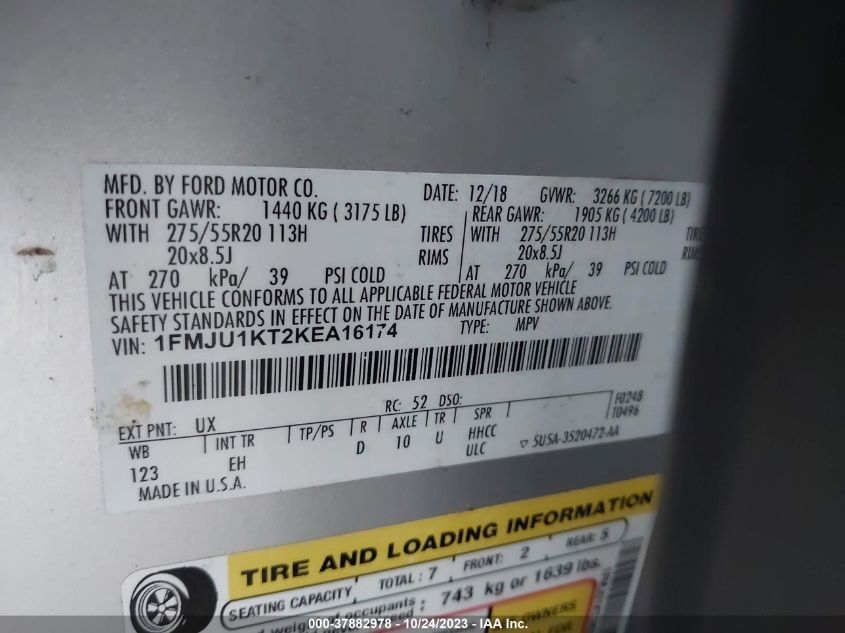 MFD. BY FORD MOTOR CO. DATE: 12/18 GVWR: 3266 KG ( 7200 LB)
FRONT GAWR: 1440 KG ( 3175 LB) REAR GAWR: 1905 KG ( 4200 LB)
WITH 275/55R20 113H TIRES WITH 275/55R20 113H
20x8.5J RIMS 20x8.5J RIMS
AT 270 kPa/ 39 PSI COLD AT 270 kPa/ 39 PSI COLD
THIS VEHICLE CONFORMS TO ALL APPLICABLE FEDERAL MOTOR VEHICLE
SAFETY STANDARDS IN EFFECT ON THE DATE OF MANUFACTURE SHOWN ABOVE.
VIN: 1FMJU1KT2KEA16174 TYPE: MPV
RC: 52 DSO: F0248
EXT PNT: UX T0496
WB INT TR TP/PS R AXLE TR SPR
123 EH D 10 U HHCC
ULC 5U5A-3520472-AA
MADE IN U.S.A.
TIRE AND LOADING INFORMATION
SEATING CAPACITY TOTAL: 7 FRONT: 2 REAR: 5
occupants : 743 kg or 1639 lbs.
OWNERS
FOR
000-37882978 - 10/24/2023 - IAA.